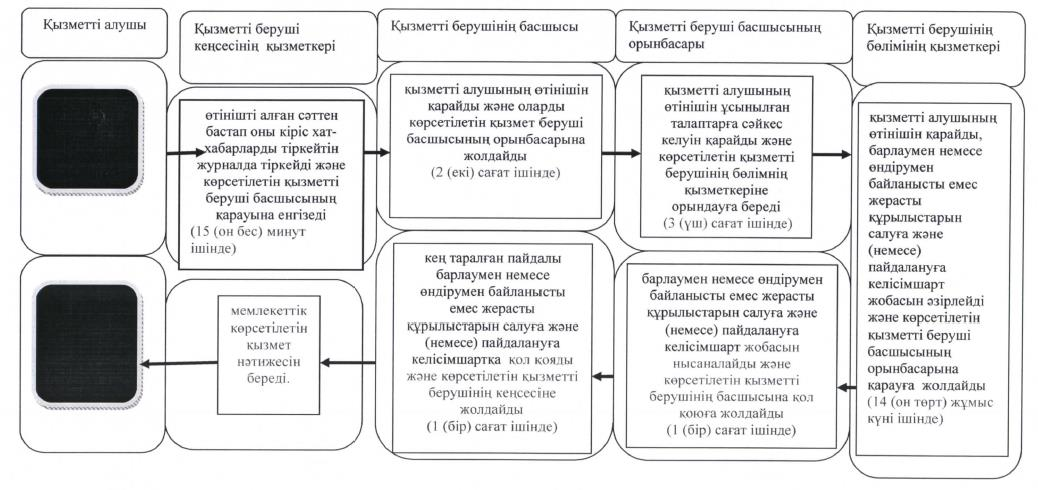 Қызметті алушы
Қызметті беруші
кеңсесінің қызметкері
Қызметті берушінің басшысы
Қызметті беруші басшысының
орынбасары
Қызметті берушінің
бөлімінің қызметкері
өтінішті алған сәттен
бастап оны кіріс хат-
хабарларды тіркейтін
журналда тіркейді және
көрсетілетін қызметті
беруші басшысының
қарауына енгізеді
(15 (он бес) минут
ішінде)
қызметті алушының өтінішін
қарайды және оларды
көрсетілетін қызмет беруші
басшысының орынбасарына
жолдайды
(2 (екі) сағат ішінде)
қызметті алушының
өтінішін ұсынылған
талаптарға сәйкес
келуін қарайды және
көрсетілетін қызметті
берушінің бөлімнің
қызметкеріне
орындауға береді
(3 (үш) сағат ішінде)
қызметті алушының
өтінішін қарайды,
барлаумен немесе
өндірумен
байланысты емес
жерасты
құрылыстарын
салуға және
(немесе)
пайдалануға
келісімшарт
жобасын әзірлейді
және көрсетілетін
қызметті беруші
басшысының
орынбасарына
қарауға жолдайды
(14 (он төрт) жұмыс
күні ішінде)
барлаумен немесе өндірумен
байланысты емес жерасты
құрылыстарын салуға және
(немесе) пайдалануға
келісімшарт жобасын
нысаналайды және
көрсетілетін кызметті
берушінің басшысына қол
қоюға жолдайды
(1 (бір) сағат ішінде)
кең таралған пайдалы
барлаумен немесе
өндірумен байланысты
емес жерасты
құрылыстарын салуға және
(немесе) пайдалануға
келісімшартка қол қояды
және көрсетілетін қызметті
берушінің кеңсесіне
жолдайды
(1 (бір) сағат ішінде)
мемлекеттік
көрсетілетін
қызмет
нәтижесін
береді.